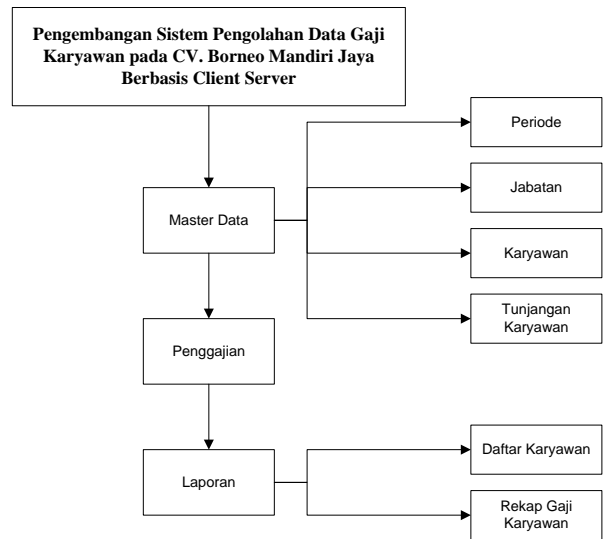 Pengembangan Sistem Pengolahan Data Gaji
Karyawan pada CV. Borneo Mandiri Jaya
Berbasis Client Server
Periode
Jabatan
Master Data
Karyawan
Tunjangan
Karyawan
Penggajian
Laporan
Daftar Karyawan
Rekap Gaji
Karyawan